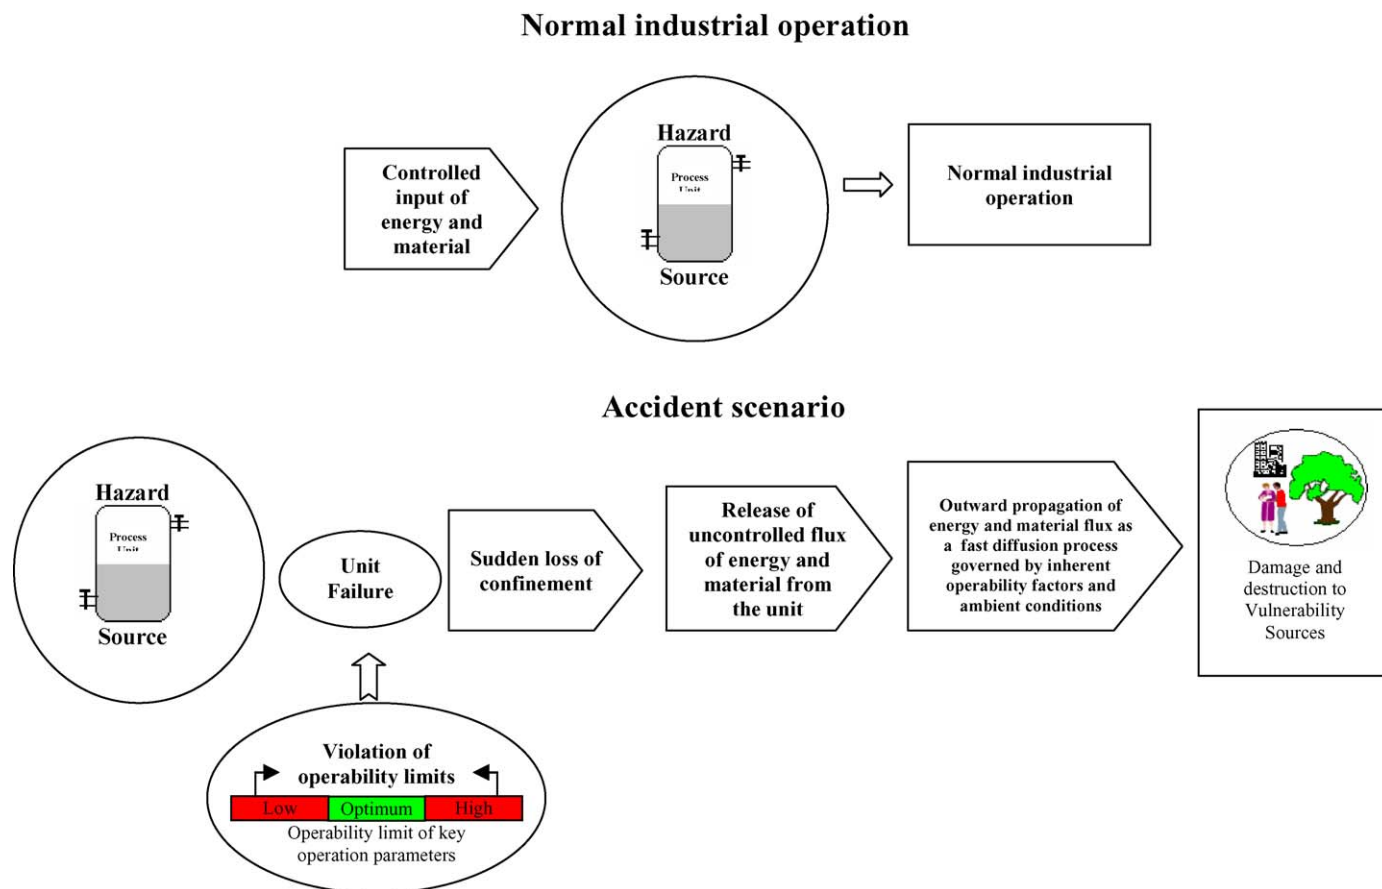 Normal industrial operation
Controlled
input of
energy and
material
Hazard
Process
Unit
Source
Normal industrial
operation
Accident scenario
Hazard
Process
Unit
Source
Unit
Failure
Sudden loss of
confinement
Release of
uncontrolled flux
of energy and
material from
the unit
Outward propagation of
energy and material flux as
a fast diffusion process
governed by inherent
operability factors and
ambient conditions
Damage and
destruction to
Vulnerability
Sources
Violation of
operability limits
Low Optimum High
Operability limit of key
operation parameters